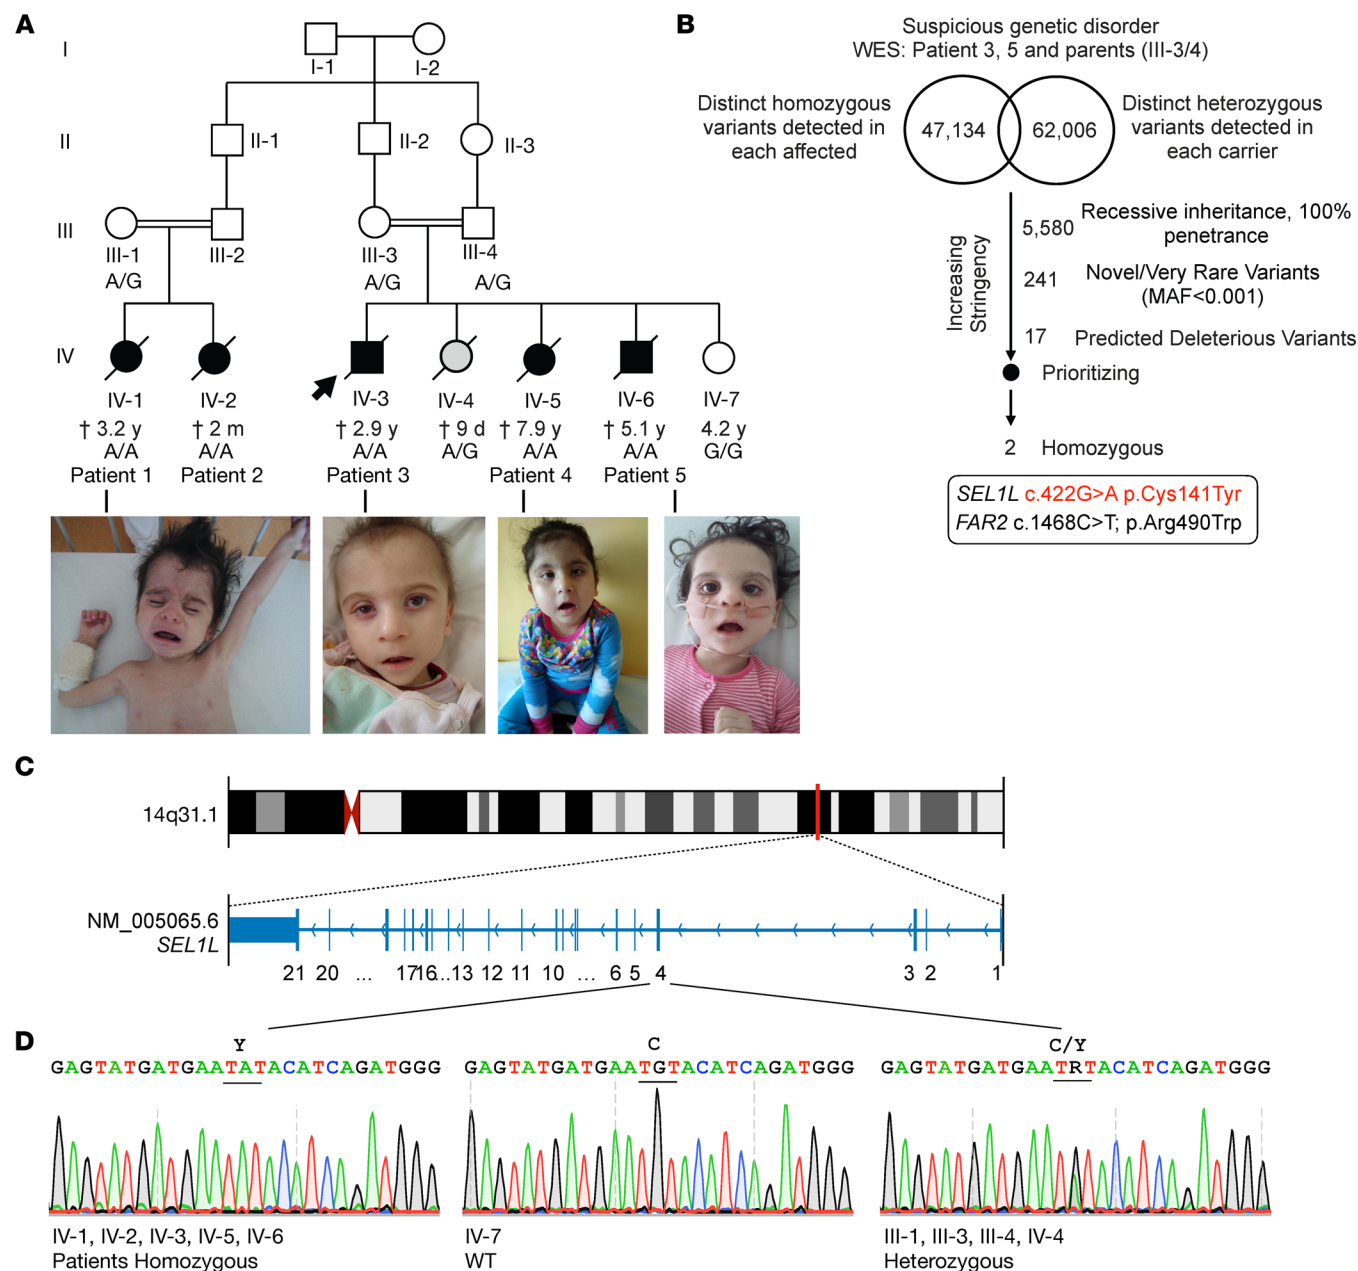 A
I
I-1
I-2
II
II-1
II-2
II-3
III
III-1
III-2
III-3
III-4
A/G
A/G
A/G
IV
IV-1
IV-2
IV-3
IV-4
IV-5
IV-6
IV-7
† 3.2 y
† 2 m
† 2.9 y
† 9 d
† 7.9 y
† 5.1 y
4.2 y
A/A
A/A
A/A
A/G
A/A
A/A
G/G
Patient 1
Patient 2
Patient 3
Patient 4
Patient 5
B
Suspicious genetic disorder
WES: Patient 3, 5 and parents (III-3/4)
Distinct homozygous
variants detected in
each affected
47,134
62,006
Distinct heterozygous
variants detected in
each carrier
Increasing
Stringency
5,580
Recessive inheritance, 100%
penetrance
241
Novel/Very Rare Variants
(MAF<0.001)
17 Predicted Deleterious Variants
Prioritizing
2 Homozygous
SEL1L c.422G>A p.Cys141Tyr
FAR2 c.1468C>T; p.Arg490Trp
C
14q31.1
NM_005065.6
SEL1L
21 20 ... 1716...13 12 11 10 ... 6 5 4 3 2 1
D
Y
GAGTATGATGAATATACATCAGATGGG
IV-1, IV-2, IV-3, IV-5, IV-6
Patients Homozygous
C
GAGTATGATGAATGTACATCAGATGGG
IV-7
WT
C/Y
GAGTATGATGAATRTACATCAGATGGG
III-1, III-3, III-4, IV-4
Heterozygous